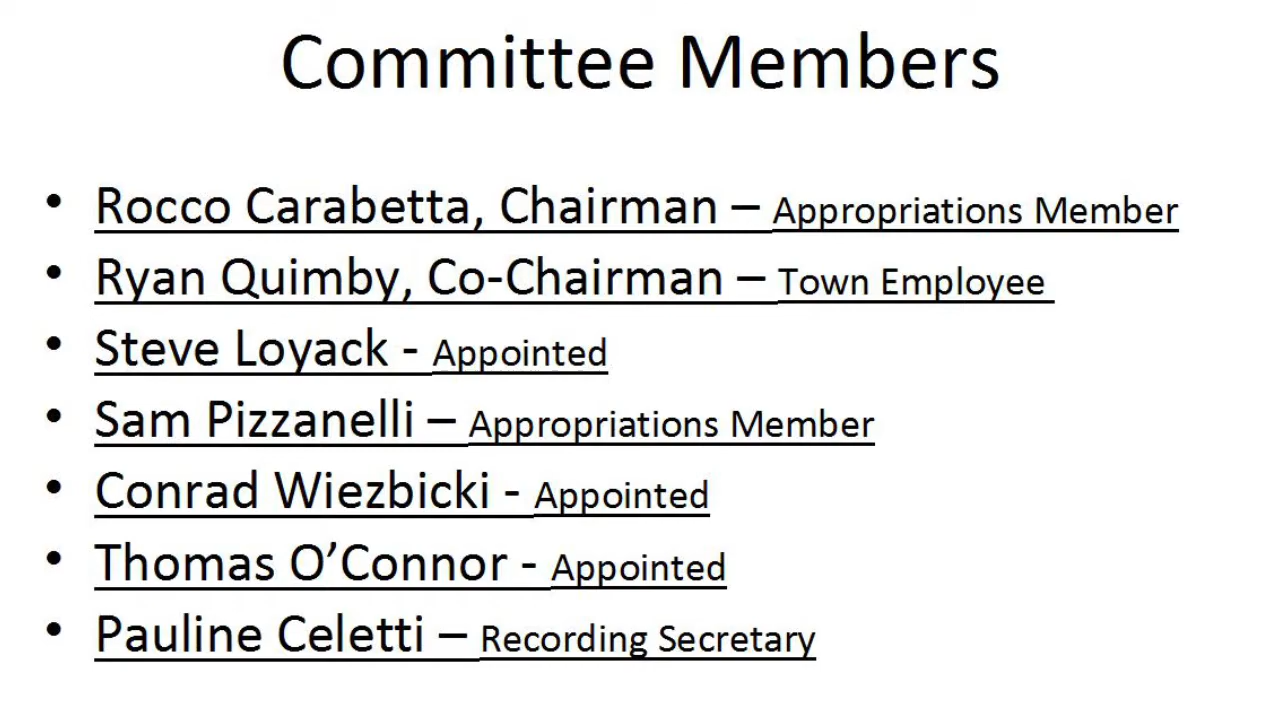 Committee Members
• Rocco Carabetta, Chairman – Appropriations Member
• Ryan Quimby, Co-Chairman – Town Employee
• Steve Loyack - Appointed
• Sam Pizzanelli – Appropriations Member
• Conrad Wiezbicki - Appointed
• Thomas O’Connor - Appointed
• Pauline Celetti – Recording Secretary